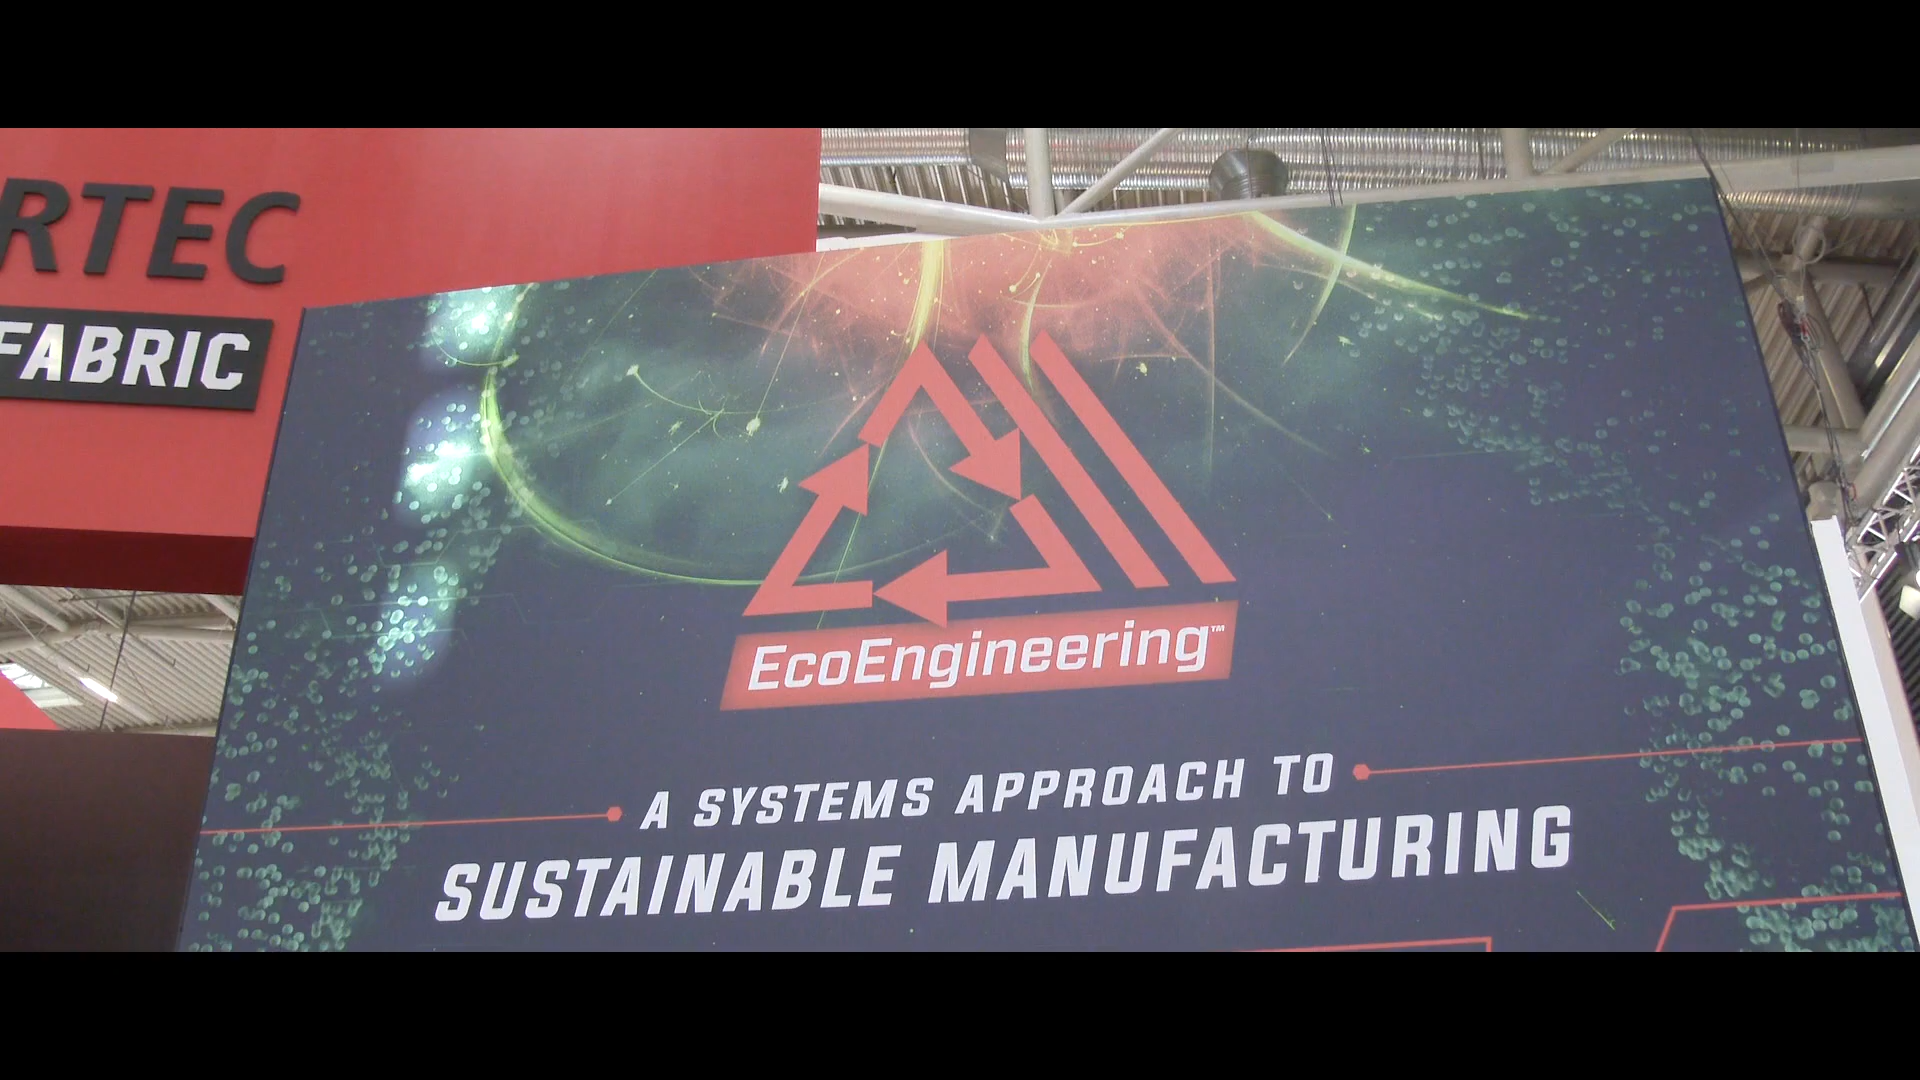 RTEC
FABRIC
EcoEngineering™
A SYSTEMS APPROACH TO
SUSTAINABLE MANUFACTURING